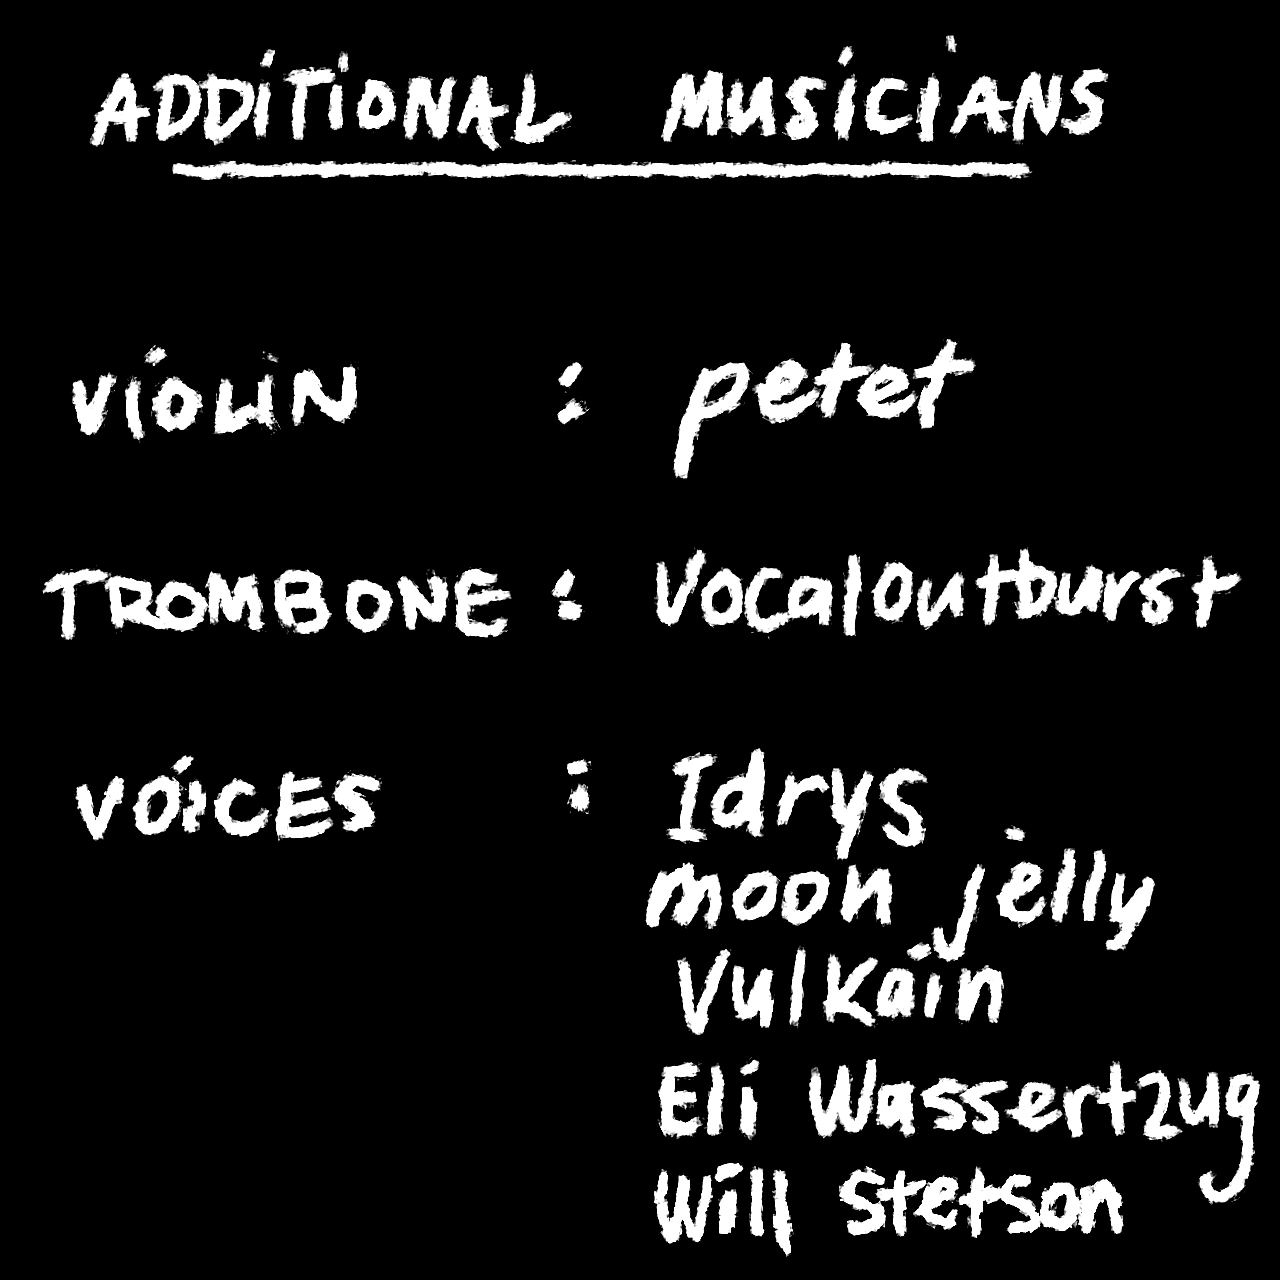 ADDiTiONAL MUSiCiANS
ViOLiN : petet
TROMBONE : Vocaloutburst
VOiCES : Idrys
moon jelly
Vulkain
Eli Wassertzug
Will Stetson